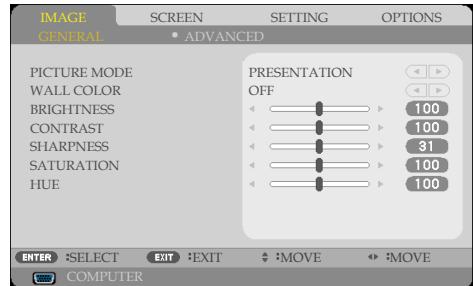 IMAGE SCREEN SETTING OPTIONS
GENERAL • ADVANCED
PICTURE MODE PRESENTATION
WALL COLOR OFF
BRIGHTNESS 100
CONTRAST 100
SHARPNESS 31
SATURATION 100
HUE 100
ENTER :SELECT EXIT :EXIT :MOVE :MOVE
COMPUTER